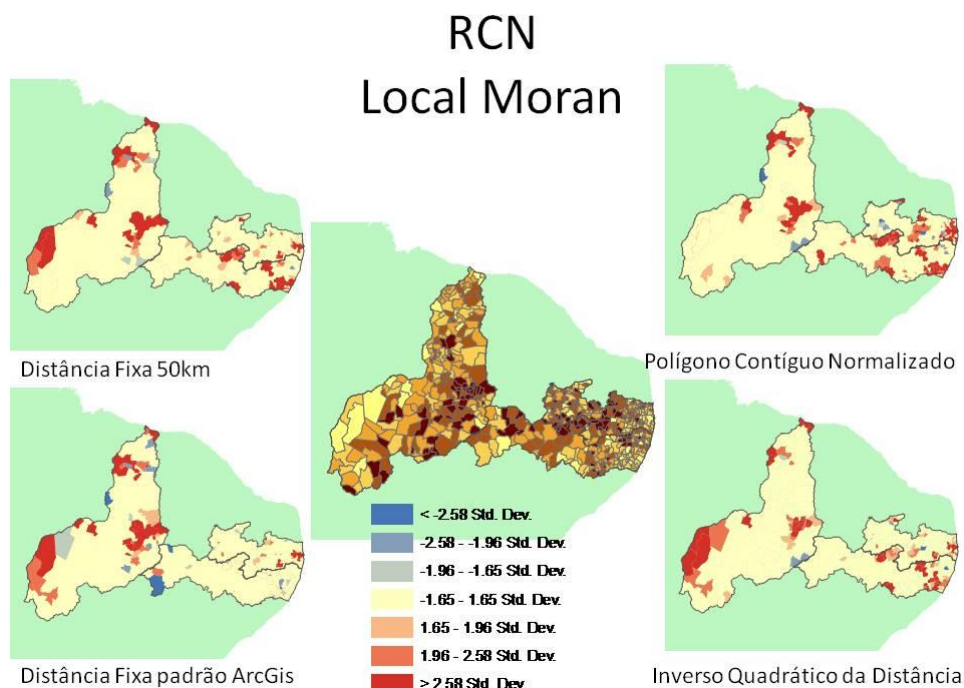 RCN
Local Moran
Distância Fixa 50km
Polígono Contíguo Normalizado
< -2.58 Std. Dev.
-2.58 - -1.96 Std. Dev.
-1.96 - -1.65 Std. Dev.
-1.65 - 1.65 Std. Dev.
1.65 - 1.96 Std. Dev.
1.96 - 2.58 Std. Dev.
> 2.58 Std. Dev.
Distância Fixa padrão ArcGis
Inverso Quadrático da Distância